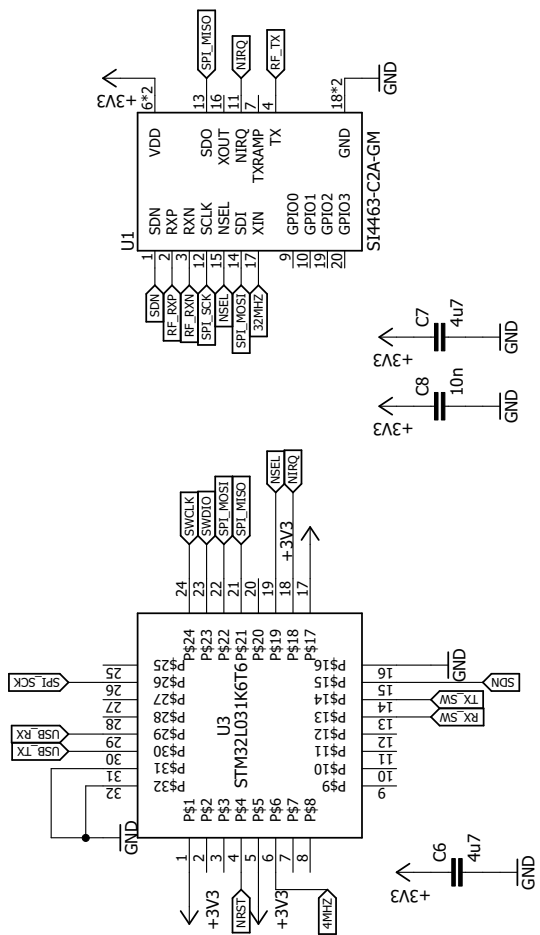 U1
SI4463-C2A-GM
SDN
1
SDN
RF_RXP
2
RXP
RF_RXN
3
RXN
SPI_SCK
12
SCLK
NSEL
15
NSEL
SPI_MOSI
14
SDI
32MHZ
17
XIN
9
GPIO0
10
GPIO1
19
GPIO2
20
GPIO3
VDD
6*2
+3V3
SDO
13
SPI_MISO
XOUT
16
NIRQ
11
NIRQ
TXRAMP
7
TX
4
RF_TX
GND
18*2
GND
+3V3
C7
4u7
GND
+3V3
C8
10n
GND
U3
STM32L031K6T6
SWCLK
24
P$24
SWDIO
23
P$23
SPI_MOSI
22
P$22
SPI_MISO
21
P$21
20
P$20
NSEL
19
P$19
NIRQ
18
P$18
+3V3
17
P$17
SPI_SCK
25
P$25
26
P$26
27
P$27
28
P$28
USB_RX
29
P$29
USB_TX
30
P$30
31
P$31
32
P$32
GND
P$16
16
GND
P$15
15
SDN
P$14
14
TX_SW
P$13
13
RX_SW
P$12
12
P$11
11
P$10
10
P$9
9
P$1
1
+3V3
P$2
2
P$3
3
P$4
4
NRST
P$5
5
+3V3
P$6
6
4MHZ
P$7
7
P$8
8
+3V3
C6
4u7
GND